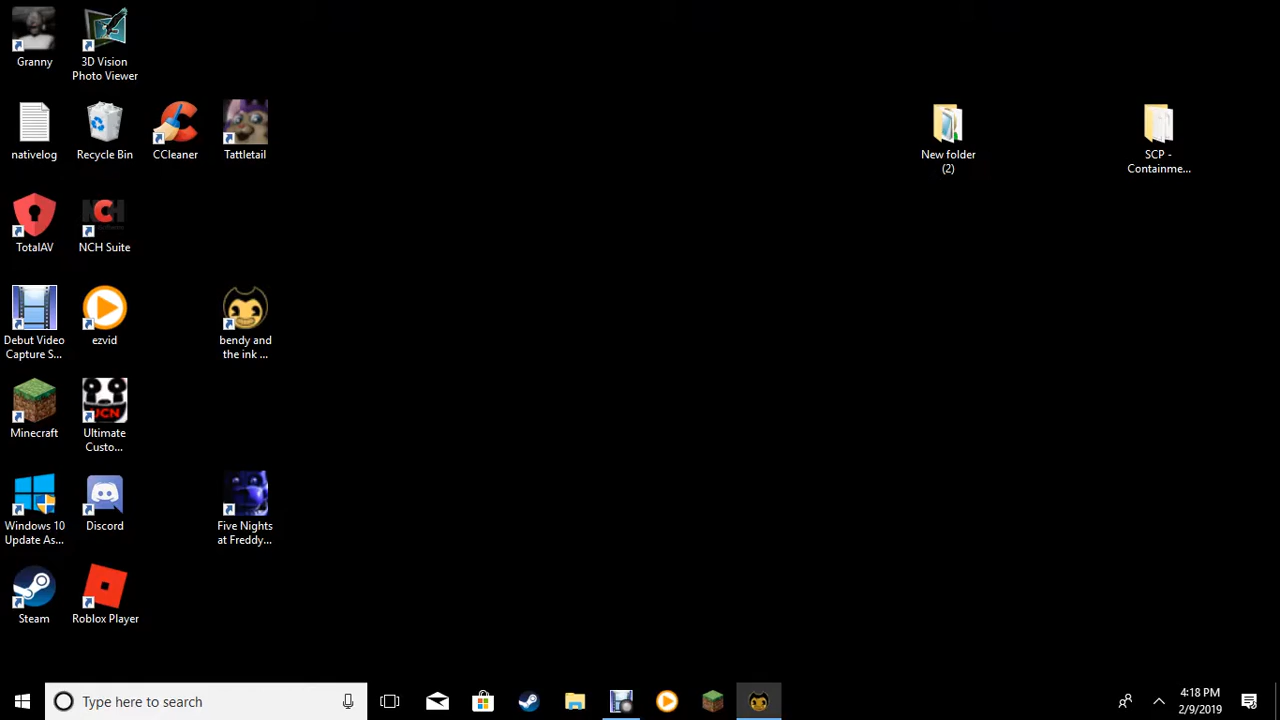 Granny
3D Vision
Photo Viewer
nativelog
Recycle Bin
CCleaner
Tattletail
New folder
(2)
SCP -
Containme...
TotalAV
NCH
NCH Suite
Debut Video
Capture S...
ezvid
bendy and
the ink ...
Minecraft
UCN
Ultimate
Custo...
Windows 10
Update As...
Discord
Five Nights
at Freddy...
Steam
Roblox Player
Type here to search
4:18 PM
2/9/2019